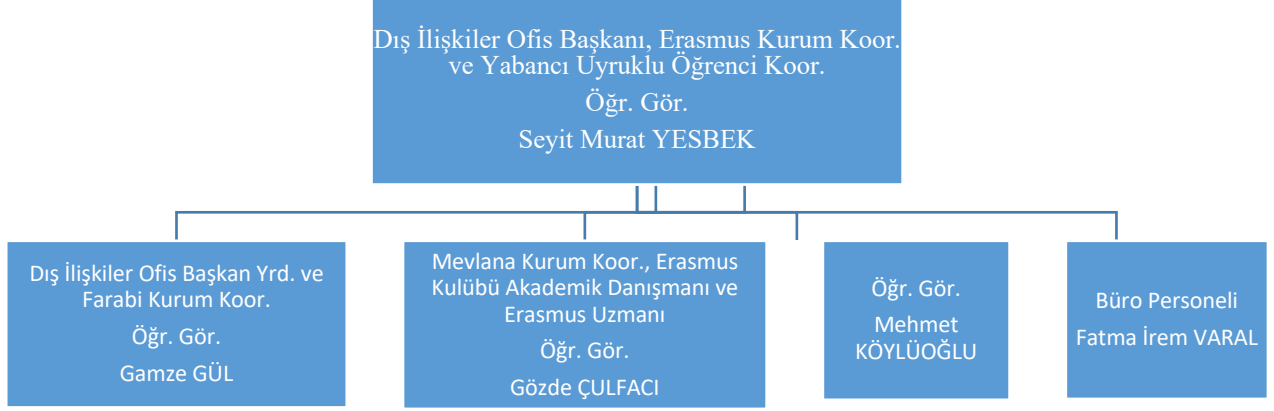 Dış İlişkiler Ofis Başkanı, Erasmus Kurum Koor.
ve Yabancı Uyruklu Öğrenci Koor.
Öğr. Gör.
Seyit Murat YESBEK
Dış İlişkiler Ofis Başkan Yrd. ve
Farabi Kurum Koor.
Öğr. Gör.
Gamze GÜL
Mevlana Kurum Koor., Erasmus
Kulübü Akademik Danışmanı ve
Erasmus Uzmanı
Öğr. Gör.
Gözde ÇULFACI
Öğr. Gör.
Mehmet
KÖYLÜOĞLU
Büro Personeli
Fatma İrem VARAL